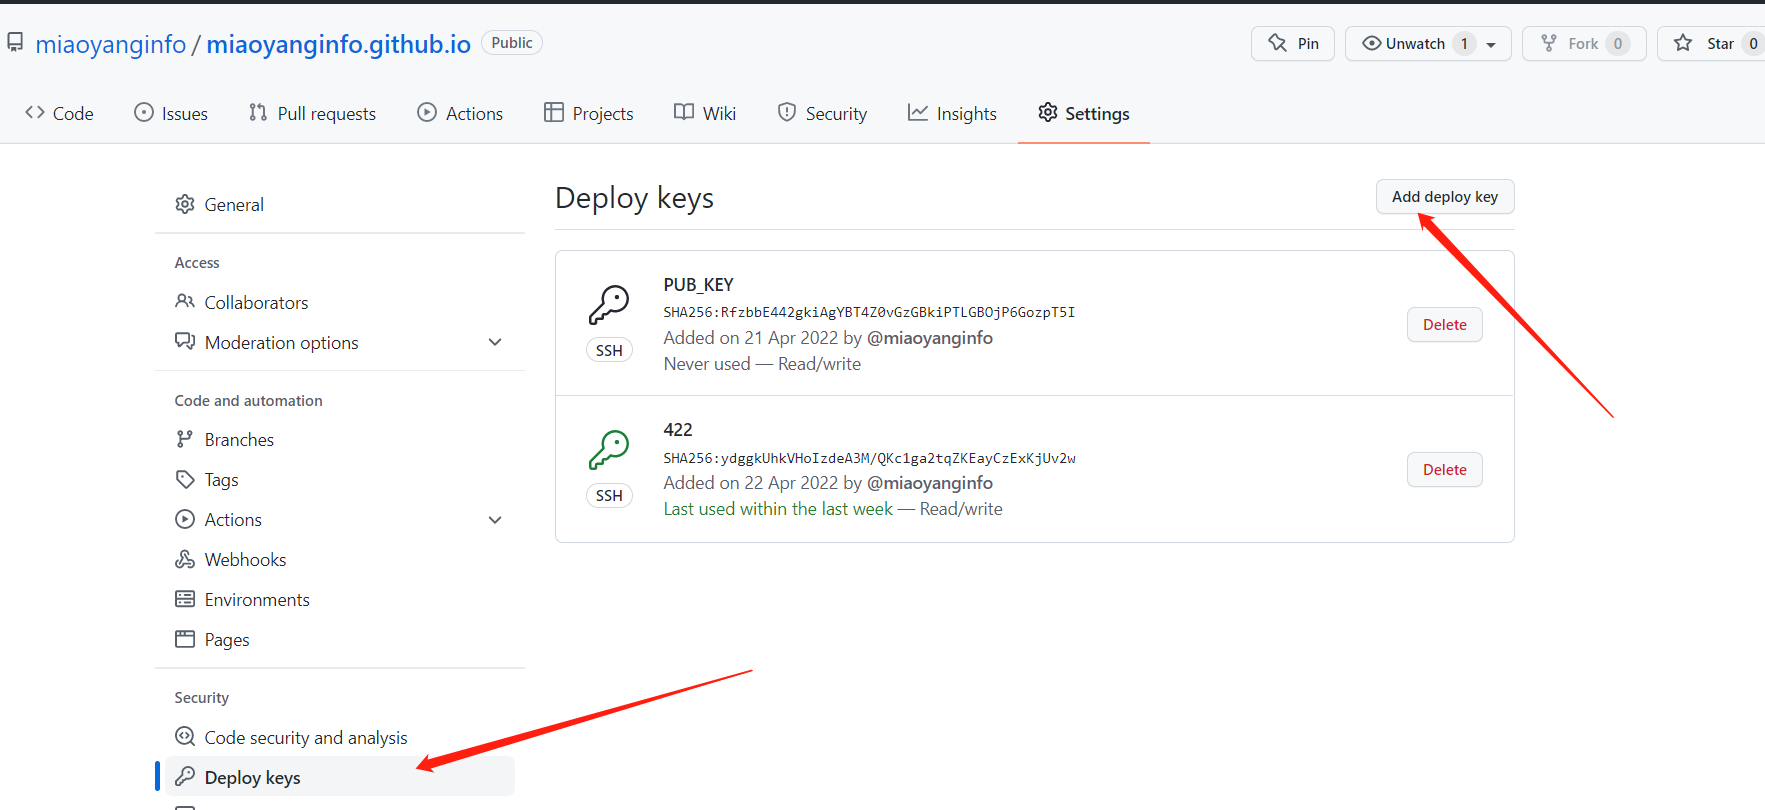 miaoyanginfo / miaoyanginfo.github.io Public Pin Unwatch 1 Fork 0 Star 0
Code Issues Pull requests Actions Projects Wiki Security Insights Settings
General
Access
Collaborators
Moderation options
Code and automation
Branches
Tags
Actions
Webhooks
Environments
Pages
Security
Code security and analysis
Deploy keys
Deploy keys Add deploy key
PUB_KEY
SHA256:RfzbbE442gkiAgYBT4Z0vGzGBkiPTLGBOjP6GozpT5I
Added on 21 Apr 2022 by @miaoyanginfo
Never used — Read/write
SSH
Delete
422
SHA256:ydggkUhkVHoIzdeA3M/QKc1ga2tqZKEayCzExKjUv2w
Added on 22 Apr 2022 by @miaoyanginfo
Last used within the last week — Read/write
SSH
Delete